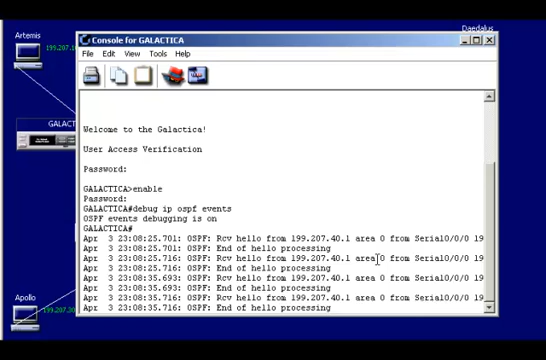 Daedalus
Artemis
Console for GALACTICA
File Edit View Tools Help
Welcome to the Galactica!
User Access Verification
Password:
GALACTICA>enable
Password:
GALACTICA#debug ip ospf events
OSPF events debugging is on
GALACTICA#
Apr 3 23:08:25.701: OSPF: Rcv hello from 199.207.40.1 area 0 from Serial0/0/0 19
Apr 3 23:08:25.701: OSPF: End of hello processing
Apr 3 23:08:25.716: OSPF: Rcv hello from 199.207.40.1 area 0 from Serial0/0/0 19
Apr 3 23:08:25.716: OSPF: End of hello processing
Apr 3 23:08:35.693: OSPF: Rcv hello from 199.207.40.1 area 0 from Serial0/0/0 19
Apr 3 23:08:35.693: OSPF: End of hello processing
Apr 3 23:08:35.716: OSPF: Rcv hello from 199.207.40.1 area 0 from Serial0/0/0 19
Apr 3 23:08:35.716: OSPF: End of hello processing
GALACT
Apollo